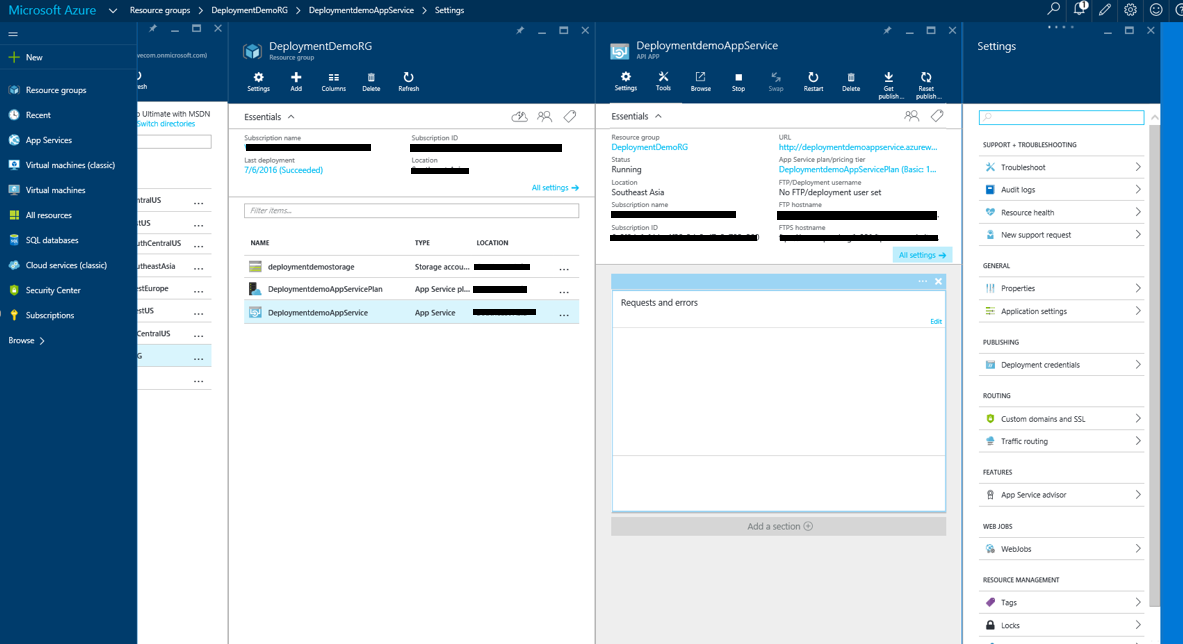 Microsoft Azure
Resource groups
DeploymentDemoRG
DeploymentdemoAppService
Settings
1
New
Resource groups
Recent
App Services
Virtual machines (classic)
Virtual machines
All resources
SQL databases
Cloud services (classic)
Security Center
Subscriptions
Browse
vecom.onmicrosoft.com)
esh
o Ultimate with MSDN
Switch directories
ntralUS ...
tUS ...
uthCentralUS ...
utheastAsia ...
estEurope ...
stUS ...
CentralUS ...
G ...
...
DeploymentDemoRG
Resource group
Settings
Add
Columns
Delete
Refresh
Essentials
Subscription name
Subscription ID
Last deployment
Location
7/6/2016 (Succeeded)
All settings →
Filter items...
NAME TYPE LOCATION
deploymentdemostorage Storage accou... ...
DeploymentdemoAppServicePlan App Service pl... ...
DeploymentdemoAppService App Service ...
DeploymentdemoAppService
API APP
Settings
Tools
Browse
Stop
Swap
Restart
Delete
Get
publish...
Reset
publish...
Essentials
Resource group
URL
DeploymentDemoRG
http://deploymentdemoappservice.azurew...
Status
App Service plan/pricing tier
Running
DeploymentdemoAppServicePlan (Basic: 1...
Location
FTP/Deployment username
Southeast Asia
No FTP/deployment user set
Subscription name
FTP hostname
Subscription ID
FTPS hostname
All settings →
...
Requests and errors
Edit
Add a section
Settings
SUPPORT + TROUBLESHOOTING
Troubleshoot
Audit logs
Resource health
New support request
GENERAL
Properties
Application settings
PUBLISHING
Deployment credentials
ROUTING
Custom domains and SSL
Traffic routing
FEATURES
App Service advisor
WEB JOBS
WebJobs
RESOURCE MANAGEMENT
Tags
Locks